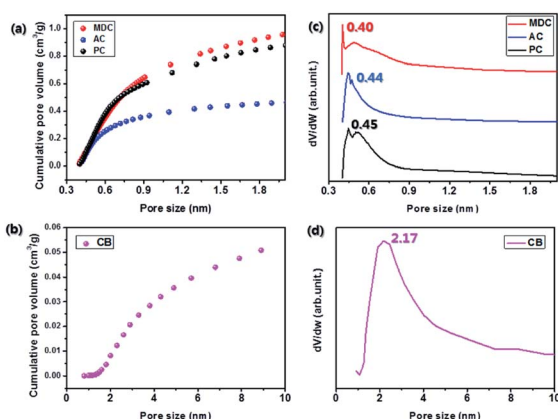 (a)
MDC
AC
PC
Cumulative pore volume (cm³/g)
1.0
0.8
0.6
0.4
0.2
0.0
0.3 0.6 0.9 1.2 1.5 1.8
Pore size (nm)
(c)
MDC
AC
PC
0.40
0.44
0.45
dV/dW (arb.unit.)
0.3 0.6 0.9 1.2 1.5 1.8
Pore size (nm)
(b)
CB
Cumulative pore volume (cm³/g)
0.06
0.05
0.04
0.03
0.02
0.01
0.00
0 2 4 6 8 10
Pore size (nm)
(d)
CB
2.17
dV/dw (arb.unit.)
0 2 4 6 8 10
Pore size (nm)